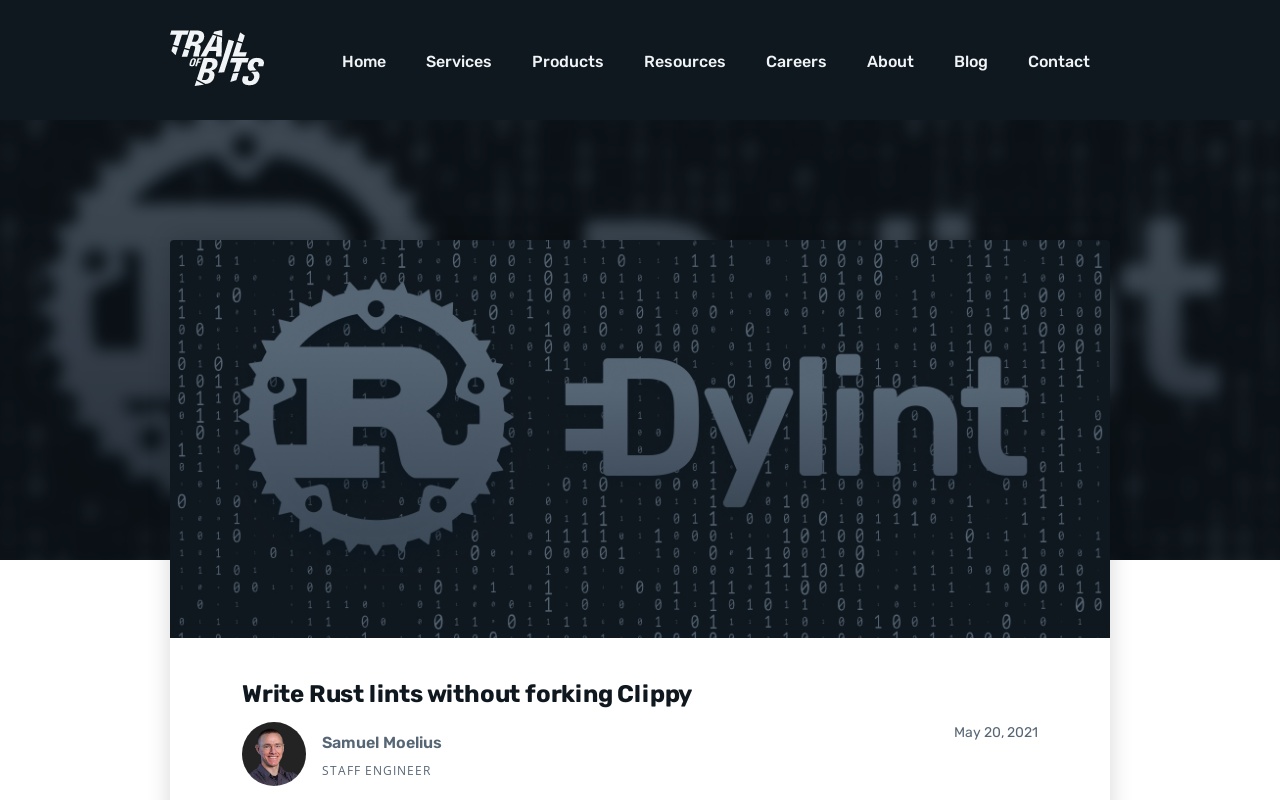 TRAIL
OF BITS
Home Services Products Resources Careers About Blog Contact
R Dylint
Write Rust lints without forking Clippy
Samuel Moelius
May 20, 2021
STAFF ENGINEER